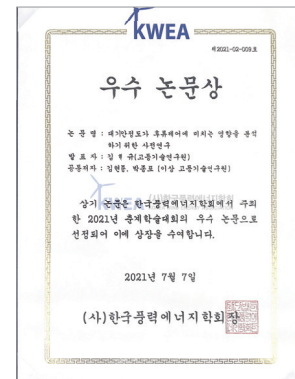 KWEA
제2021-02-009호
우수 논문상
논 문 명 : 대기안정도가 후류제어에 미치는 영향을 분석
하기 위한 사전연구
발 표 자 : 김 규(고등기술연구원)
공동저자 : 김현룡, 박종포 (이상 고등기술연구원)
상기 논문은 한국풍력에너지학회에서 주최
한 2021년 춘계학술대회의 우수 논문으로
선정되어 이에 상장을 수여합니다.
2021년 7월 7일
(사)한국풍력에너지학회장